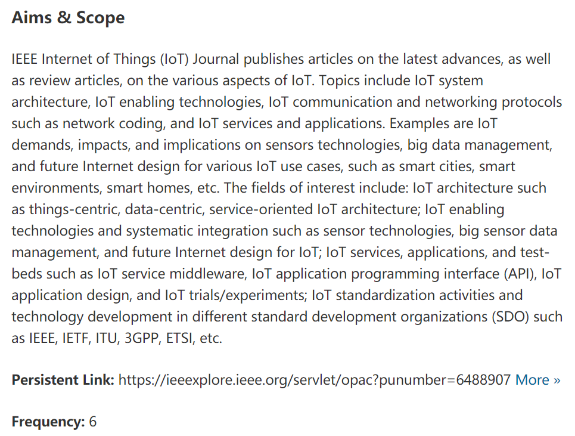 Aims & Scope
IEEE Internet of Things (IoT) Journal publishes articles on the latest advances, as well
as review articles, on the various aspects of IoT. Topics include IoT system
architecture, IoT enabling technologies, IoT communication and networking protocols
such as network coding, and IoT services and applications. Examples are IoT
demands, impacts, and implications on sensors technologies, big data management,
and future Internet design for various IoT use cases, such as smart cities, smart
environments, smart homes, etc. The fields of interest include: IoT architecture such
as things-centric, data-centric, service-oriented IoT architecture; IoT enabling
technologies and systematic integration such as sensor technologies, big sensor data
management, and future Internet design for IoT; IoT services, applications, and test-
beds such as IoT service middleware, IoT application programming interface (API), IoT
application design, and IoT trials/experiments; IoT standardization activities and
technology development in different standard development organizations (SDO) such
as IEEE, IETF, ITU, 3GPP, ETSI, etc.
Persistent Link: https://ieeexplore.ieee.org/servlet/opac?punumber=6488907 More »
Frequency: 6